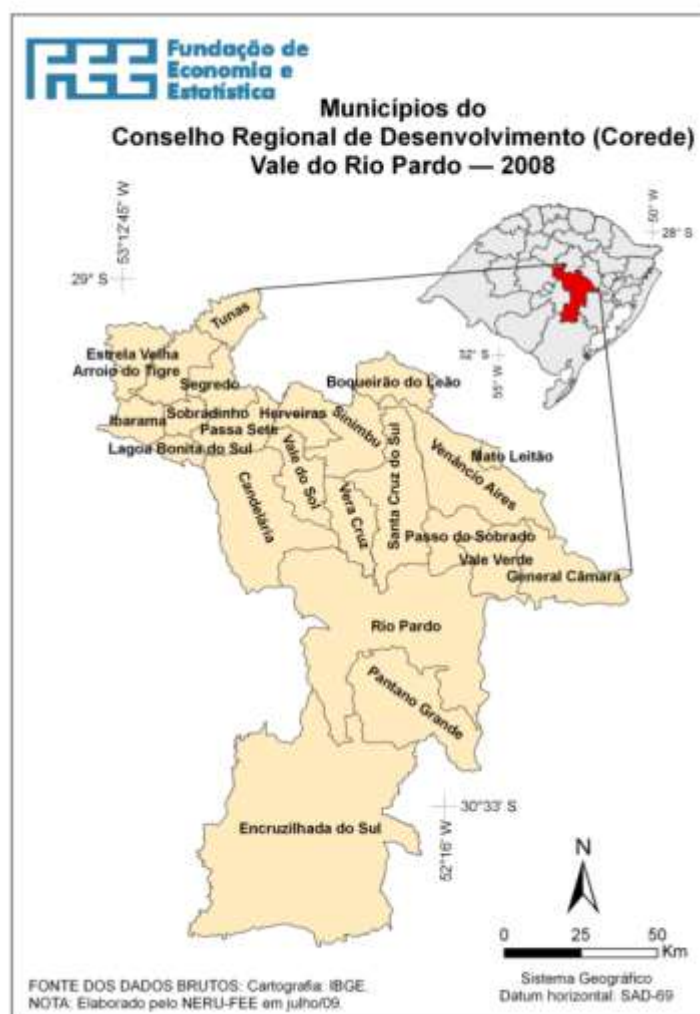 FEE
Fundação de
Economia e
Estatística
Municípios do
Conselho Regional de Desenvolvimento (Corede)
Vale do Rio Pardo — 2008
53°12'45" W
50° W
28° S
29° S
32° S
55° W
Tunas
Estrela Velha
Arroio do Tigre
Segredo
Boqueirão do Leão
Ibarama
Sobradinho
Herveiras
Sinimbu
Passa Sete
Lagoa Bonita do Sul
Mato Leitão
Venâncio Aires
Santa Cruz do Sul
Vale do Sol
Candelária
Vera Cruz
Passo do Sobrado
Vale Verde
General Câmara
Rio Pardo
Pantano Grande
Encruzilhada do Sul
30°33' S
52°16' W
N
0 25 50
Km
Sistema Geográfico
Datum horizontal: SAD-69
FONTE DOS DADOS BRUTOS: Cartografia: IBGE.
NOTA: Elaborado pelo NERU-FEE em julho/09.